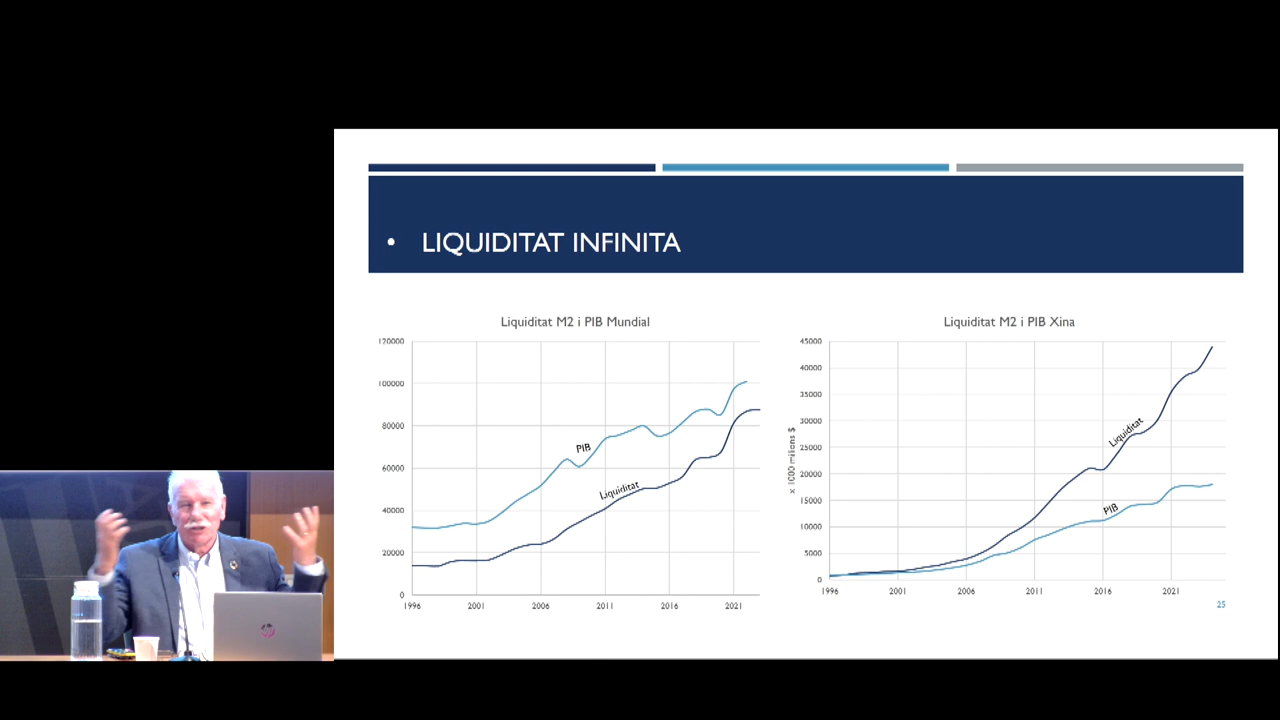 • LIQUIDITAT INFINITA
Liquiditat M2 i PIB Mundial
120000
100000
80000
60000
40000
20000
0
1996 2001 2006 2011 2016 2021
PIB
Liquiditat
Liquiditat M2 i PIB Xina
x 1000 milions $
45000
40000
35000
30000
25000
20000
15000
10000
5000
0
1996 2001 2006 2011 2016 2021
Liquiditat
PIB
25
hp